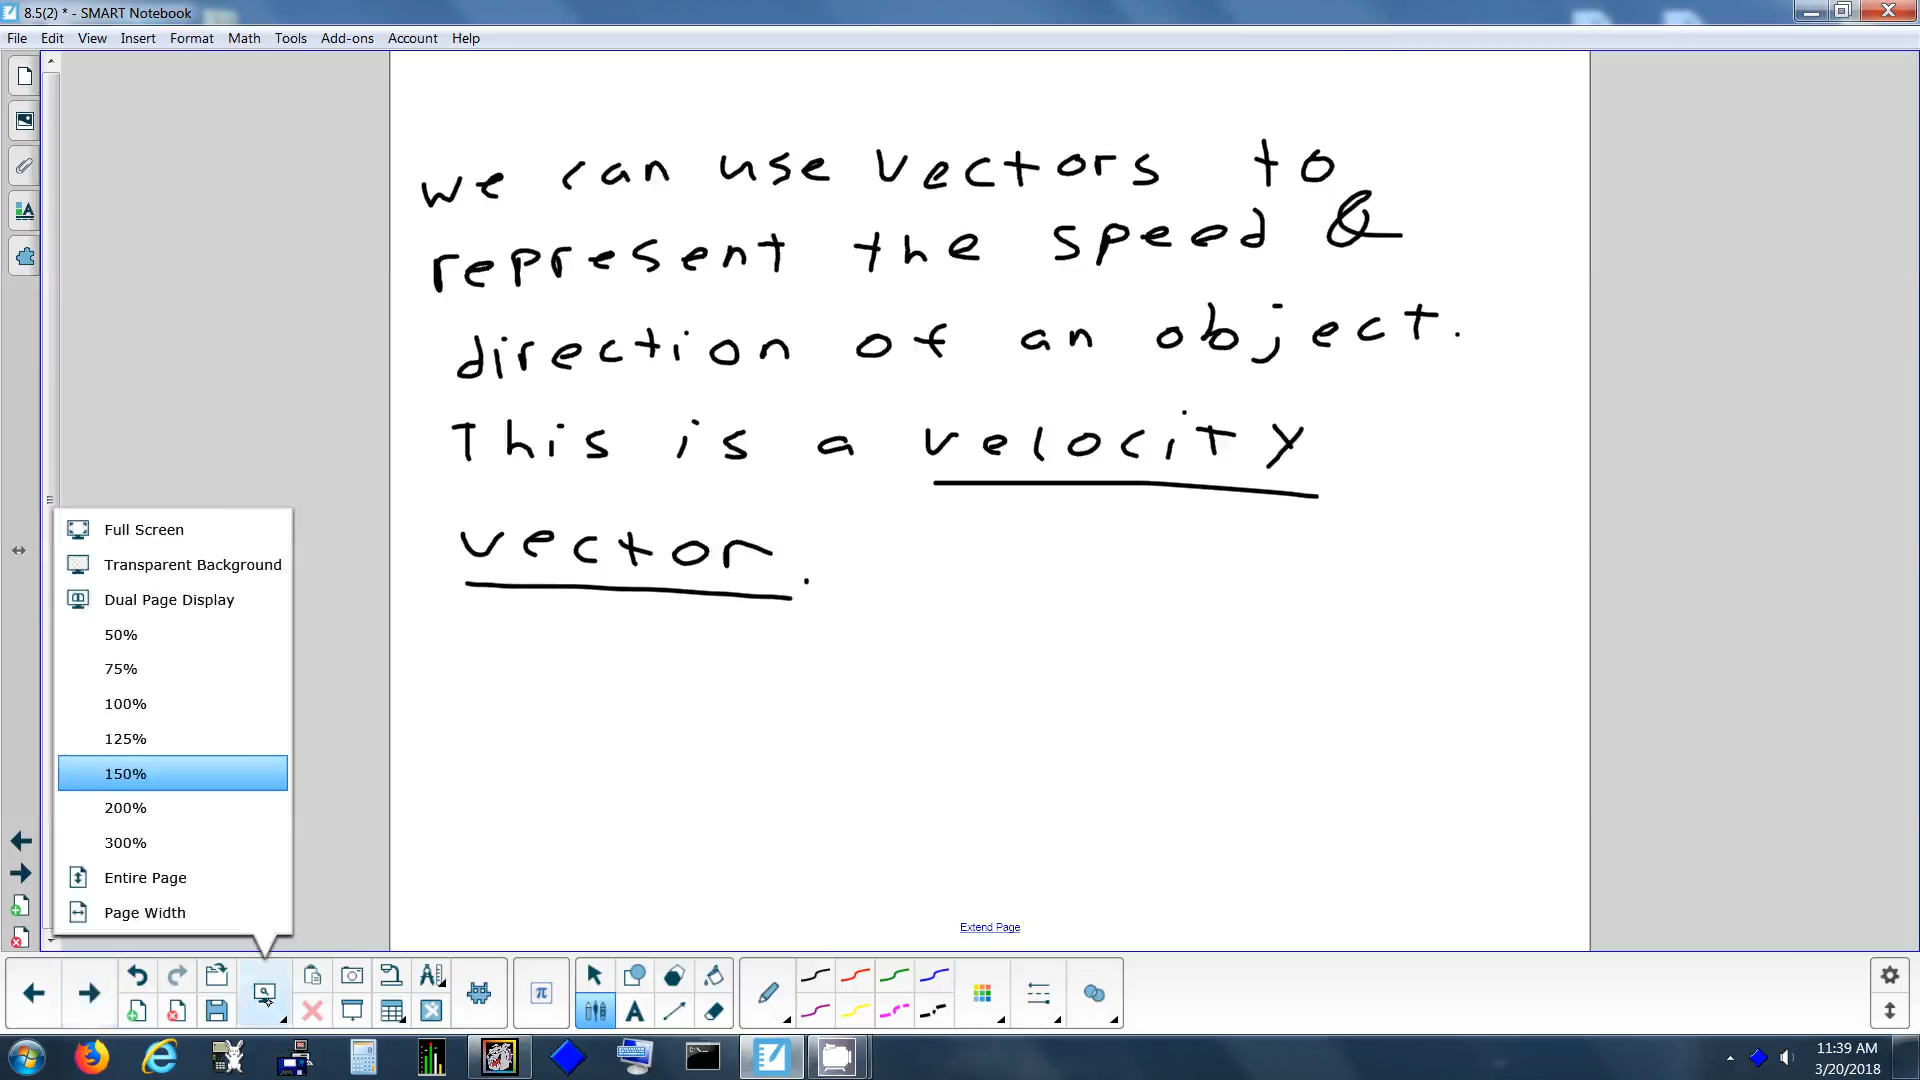 8.5(2) * - SMART Notebook
File Edit View Insert Format Math Tools Add-ons Account Help
we can use vectors to
represent the speed &
direction of an object.
This is a velocity
vector.
Full Screen
Transparent Background
Dual Page Display
50%
75%
100%
125%
150%
200%
300%
Entire Page
Page Width
Extend Page
π
A
11:39 AM
3/20/2018